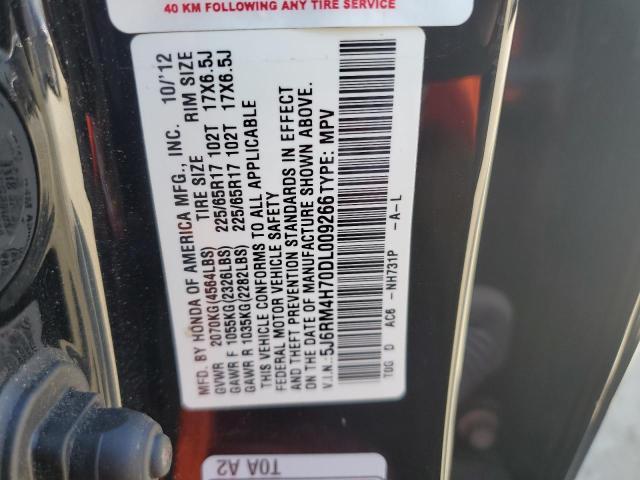 40 KM FOLLOWING ANY TIRE SERVICE
MFD. BY HONDA OF AMERICA MFG., INC. 10/'12
TIRE SIZE RIM SIZE
GVWR 2070KG(4564LBS) 225/65R17 102T 17X6.5J
GAWR F 1055KG(2326LBS) 225/65R17 102T 17X6.5J
GAWR R 1035KG(2282LBS)
THIS VEHICLE CONFORMS TO ALL APPLICABLE
FEDERAL MOTOR VEHICLE SAFETY
AND THEFT PREVENTION STANDARDS IN EFFECT
ON THE DATE OF MANUFACTURE SHOWN ABOVE.
V.I.N.: 5J6RM4H70DL009266 TYPE: MPV
T0G D AC6 - NH731P - A - L
T0A A2